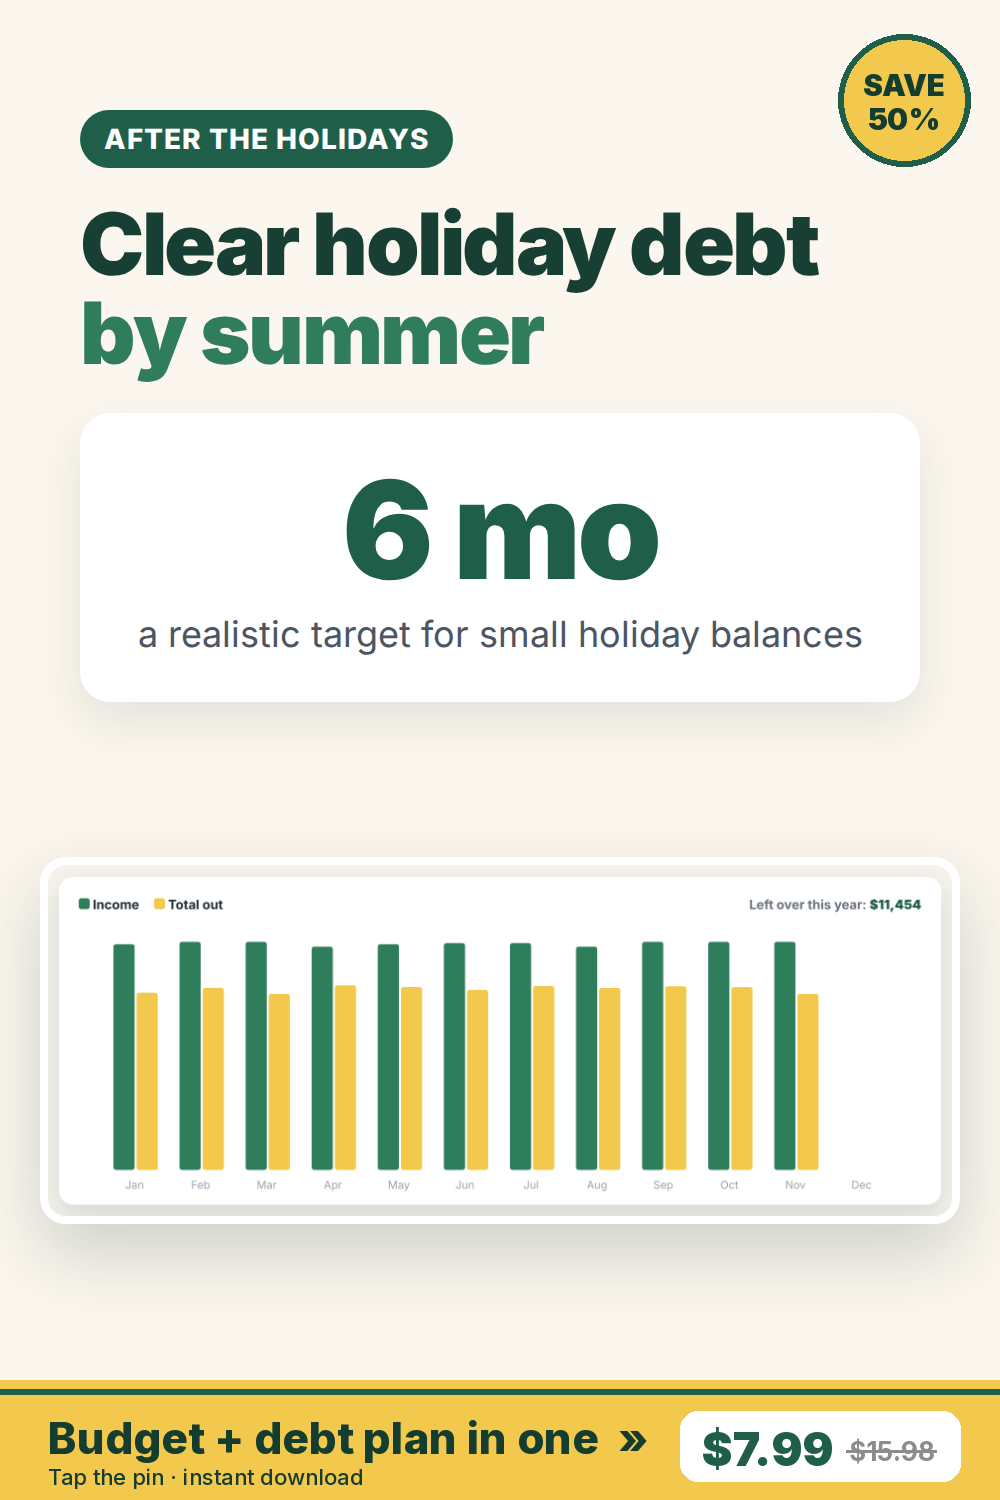 SAVE
50%
AFTER THE HOLIDAYS
Clear holiday debt
by summer
6 mo
a realistic target for small holiday balances
Income Total out Left over this year: $11,454
Jan Feb Mar Apr May Jun Jul Aug Sep Oct Nov Dec
Budget + debt plan in one » $7.99 $15.98
Tap the pin · instant download